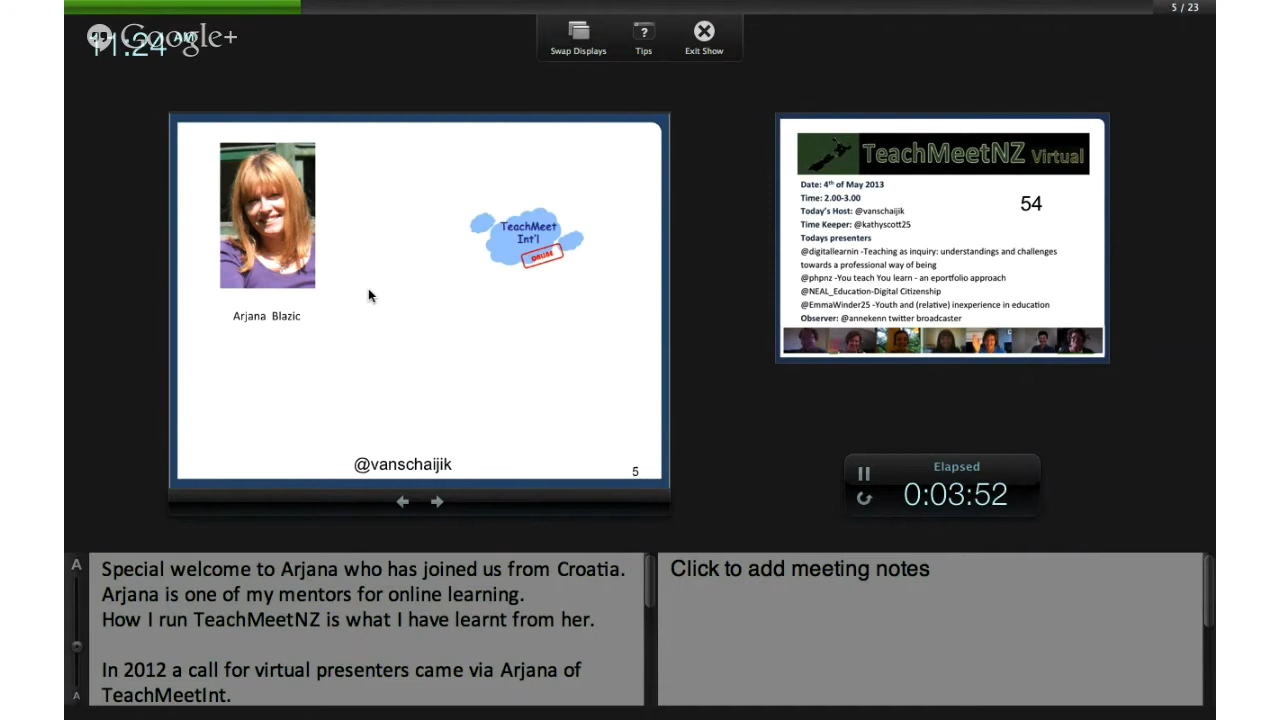 5 / 23
Google+
11:24 AM
Swap Displays
Tips
Exit Show
TeachMeet
Int'l
Arjana Blazic
@vanschaijik
5
TeachMeetNZ Virtual
Date: 4th of May 2013
Time: 2.00-3.00
54
Today's Host: @vanschaijik
Time Keeper: @kathyscott25
Todays presenters
@digitallearnin -Teaching as inquiry: understandings and challenges
towards a professional way of being
@phpnz -You teach You learn - an eportfolio approach
@NEAL_Education-Digital Citizenship
@EmmaWinder25 -Youth and (relative) inexperience in education
Observer: @annekenn twitter broadcaster
Elapsed
0:03:52
A
Special welcome to Arjana who has joined us from Croatia.
Arjana is one of my mentors for online learning.
How I run TeachMeetNZ is what I have learnt from her.
In 2012 a call for virtual presenters came via Arjana of
TeachMeetInt.
A
Click to add meeting notes